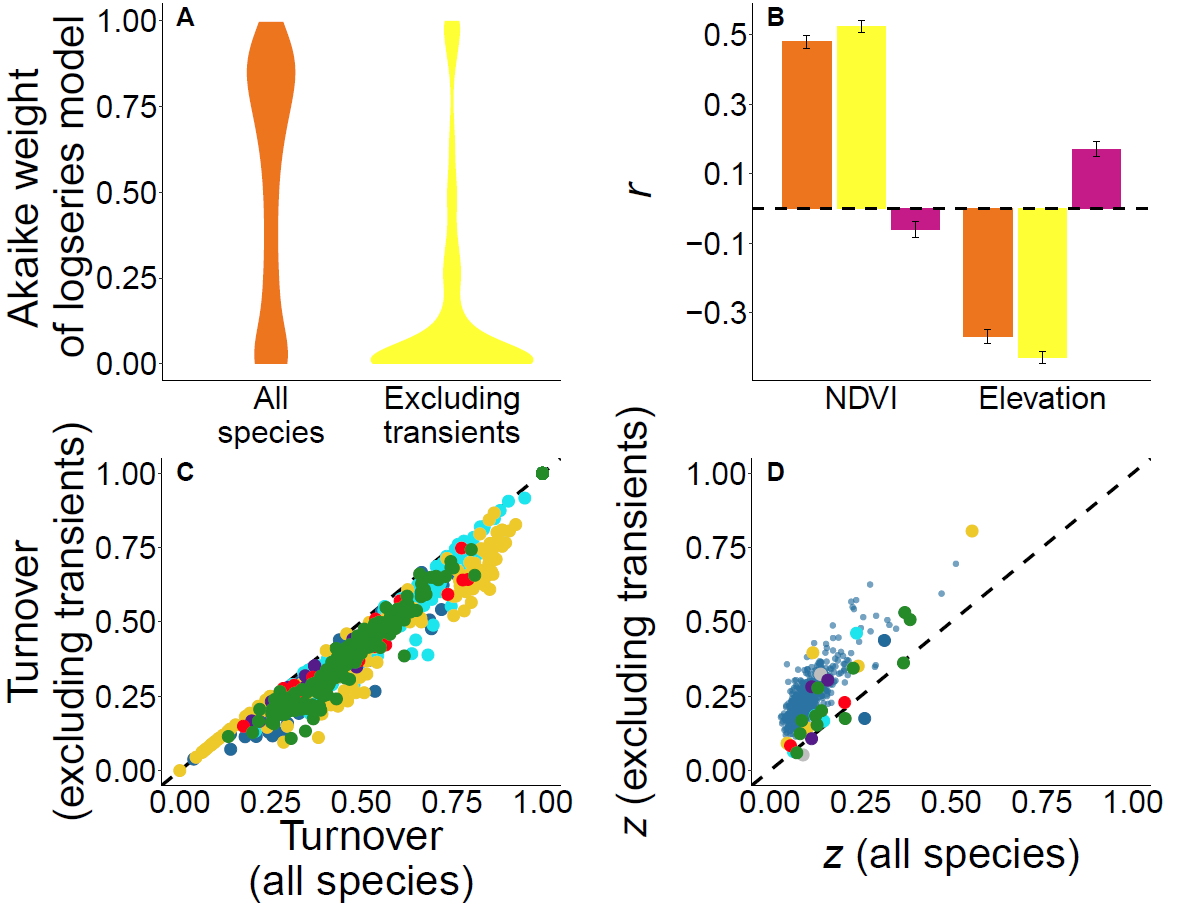 A
Akaike weight
of logseries model
1.00
0.75
0.50
0.25
0.00
All
species
Excluding
transients
B
r
0.5
0.3
0.1
−0.1
−0.3
NDVI
Elevation
C
Turnover
(excluding transients)
1.00
0.75
0.50
0.25
0.00
0.00 0.25 0.50 0.75 1.00
Turnover
(all species)
D
z (excluding transients)
1.00
0.75
0.50
0.25
0.00
0.00 0.25 0.50 0.75 1.00
z (all species)